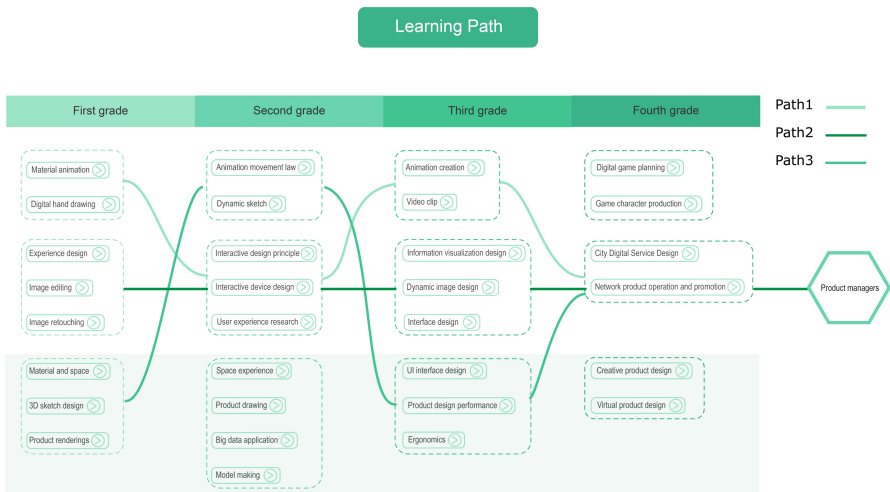 Learning Path
First grade
Second grade
Third grade
Fourth grade
Path1
Path2
Path3
Material animation
Digital hand drawing
Experience design
Image editing
Image retouching
Material and space
3D sketch design
Product renderings
Animation movement law
Dynamic sketch
Interactive design principle
Interactive device design
User experience research
Space experience
Product drawing
Big data application
Model making
Animation creation
Video clip
Information visualization design
Dynamic image design
Interface design
UI interface design
Product design performance
Ergonomics
Digital game planning
Game character production
City Digital Service Design
Network product operation and promotion
Creative product design
Virtual product design
Product managers